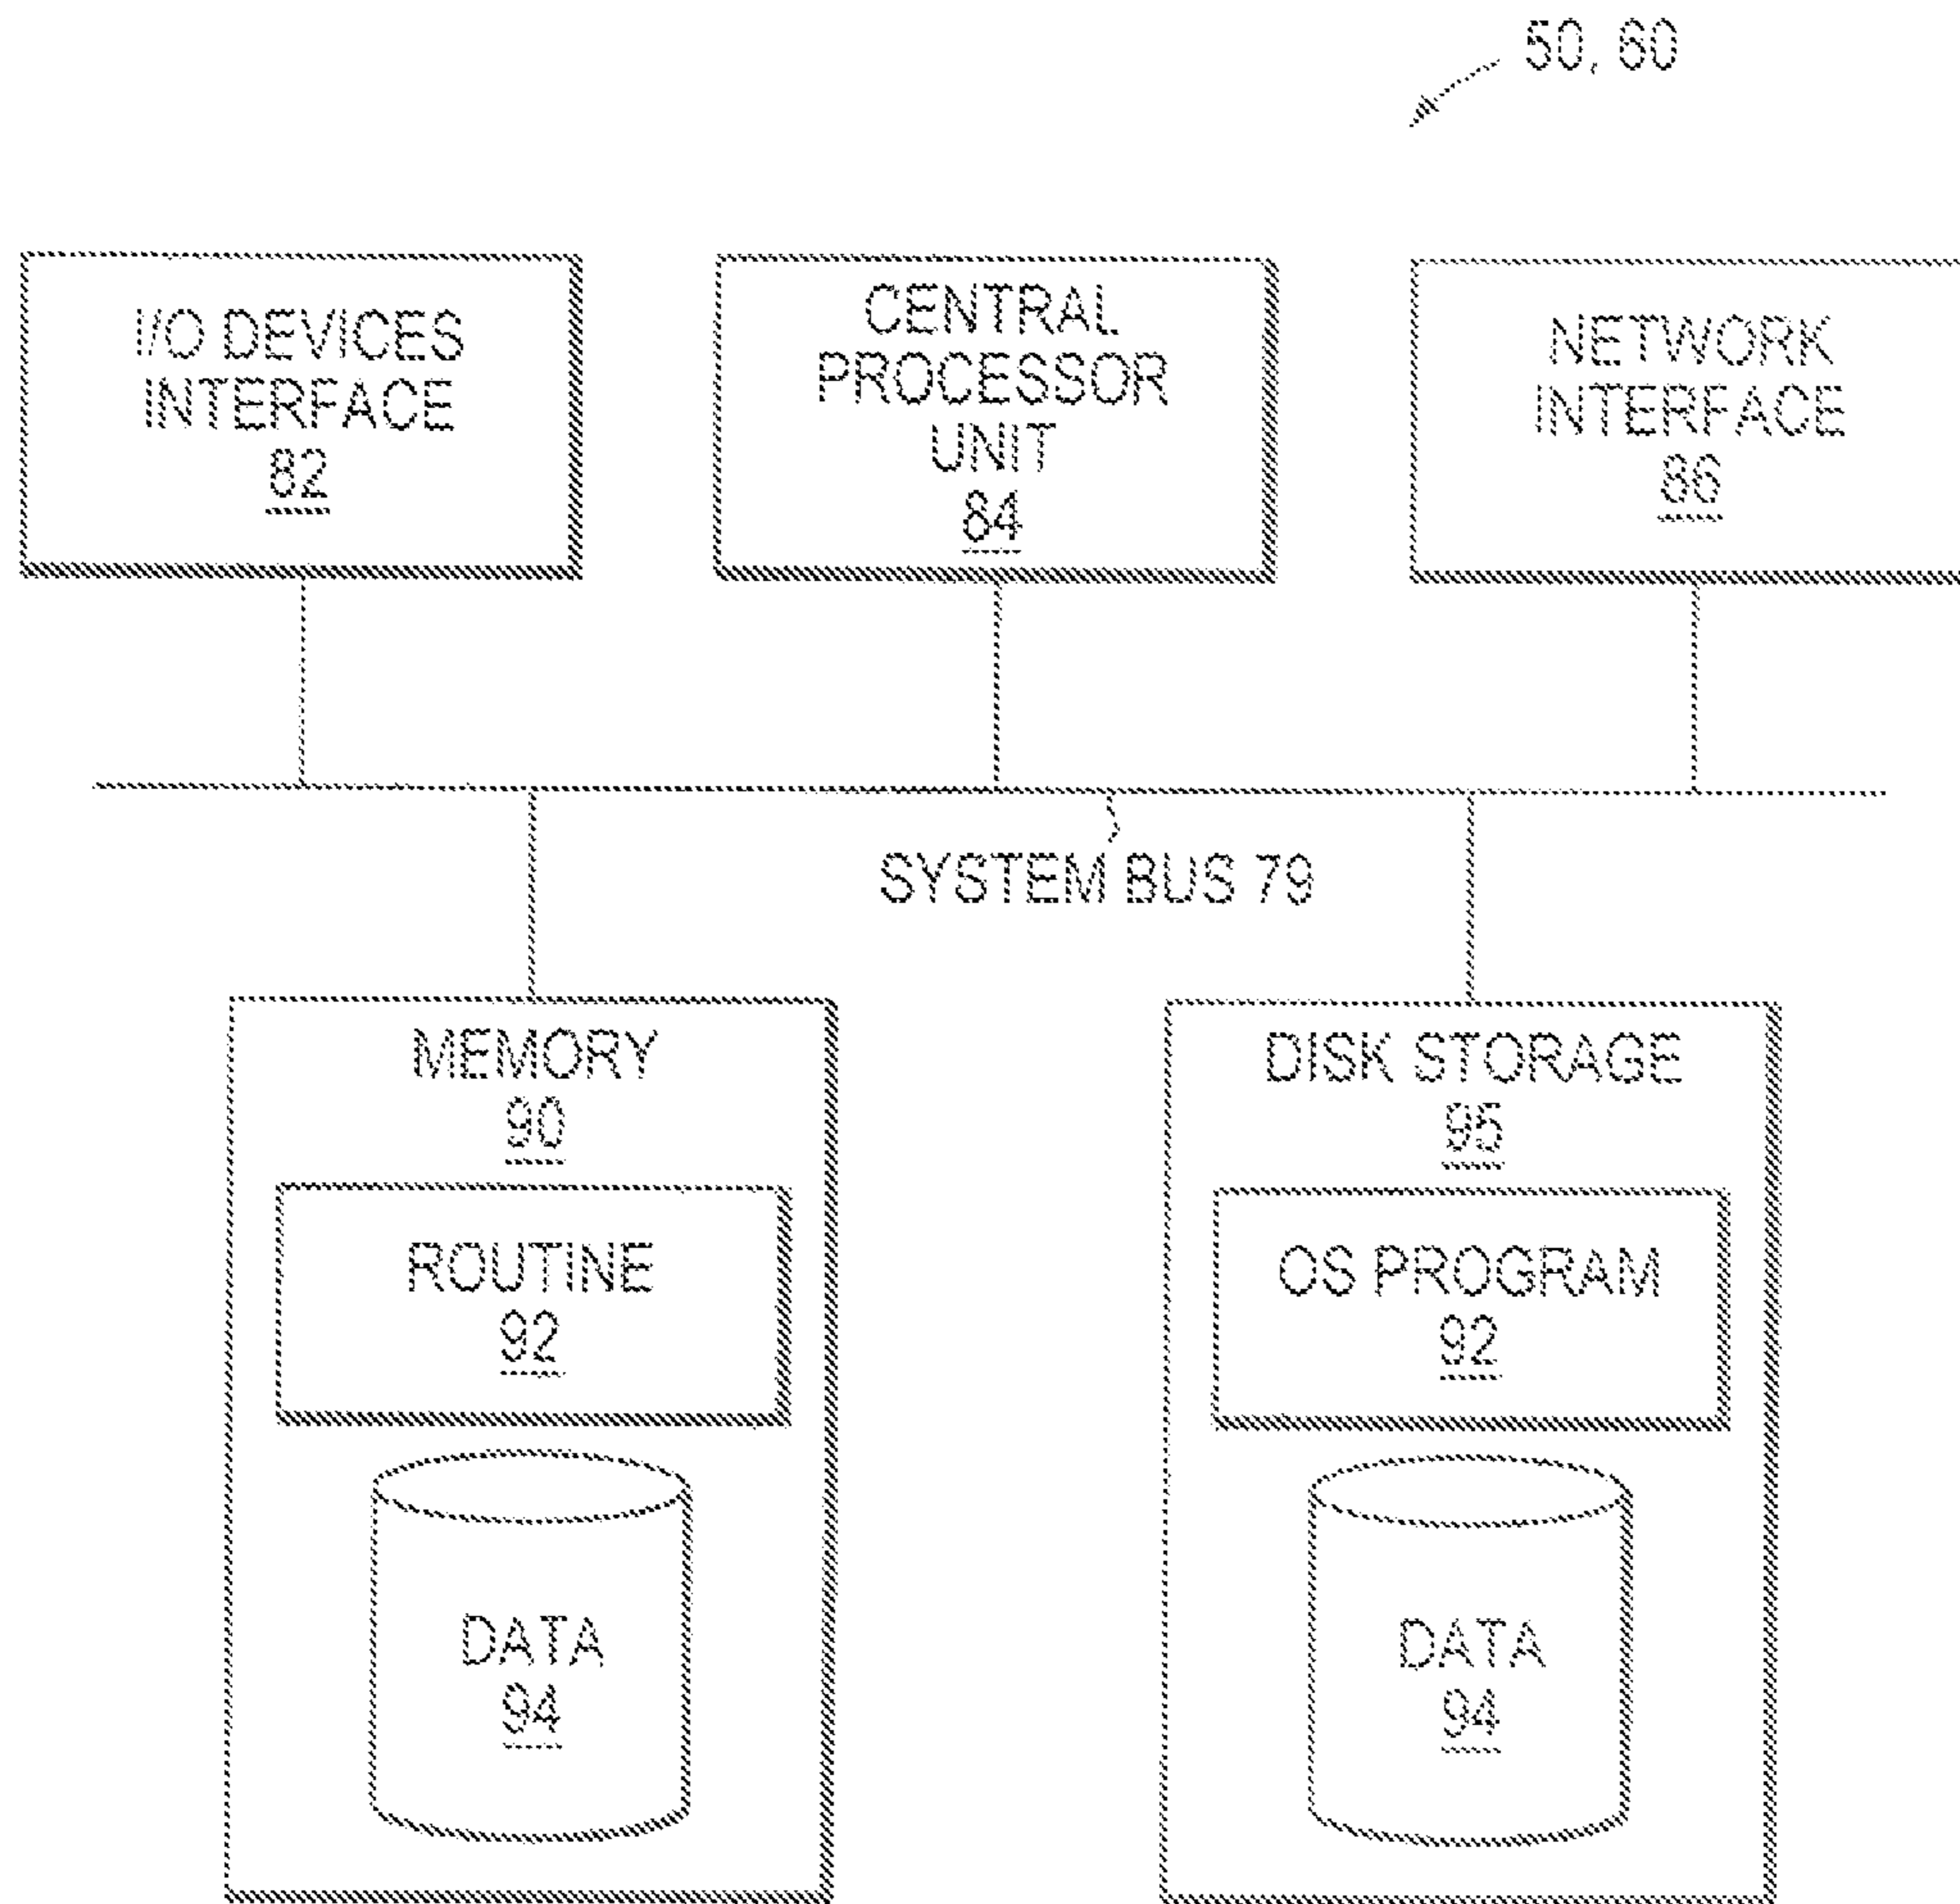 50, 60
I/O DEVICES
INTERFACE
82
CENTRAL
PROCESSOR
UNIT
84
NETWORK
INTERFACE
86
SYSTEM BUS 79
MEMORY
90
ROUTINE
92
DATA
94
DISK STORAGE
95
OS PROGRAM
92
DATA
94